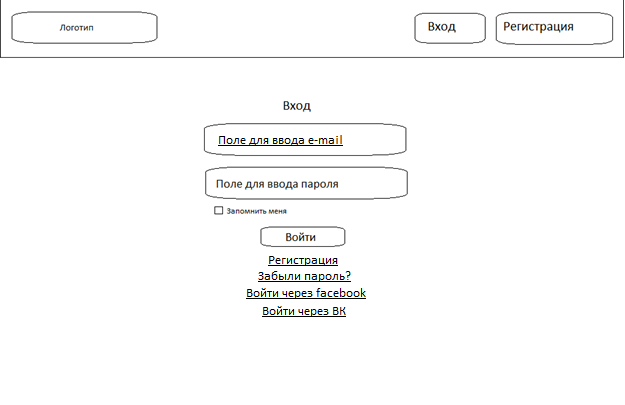 Логотип
Вход
Регистрация
Вход
Поле для ввода e-mail
Поле для ввода пароля
Запомнить меня
Войти
Регистрация
Забыли пароль?
Войти через facebook
Войти через ВК